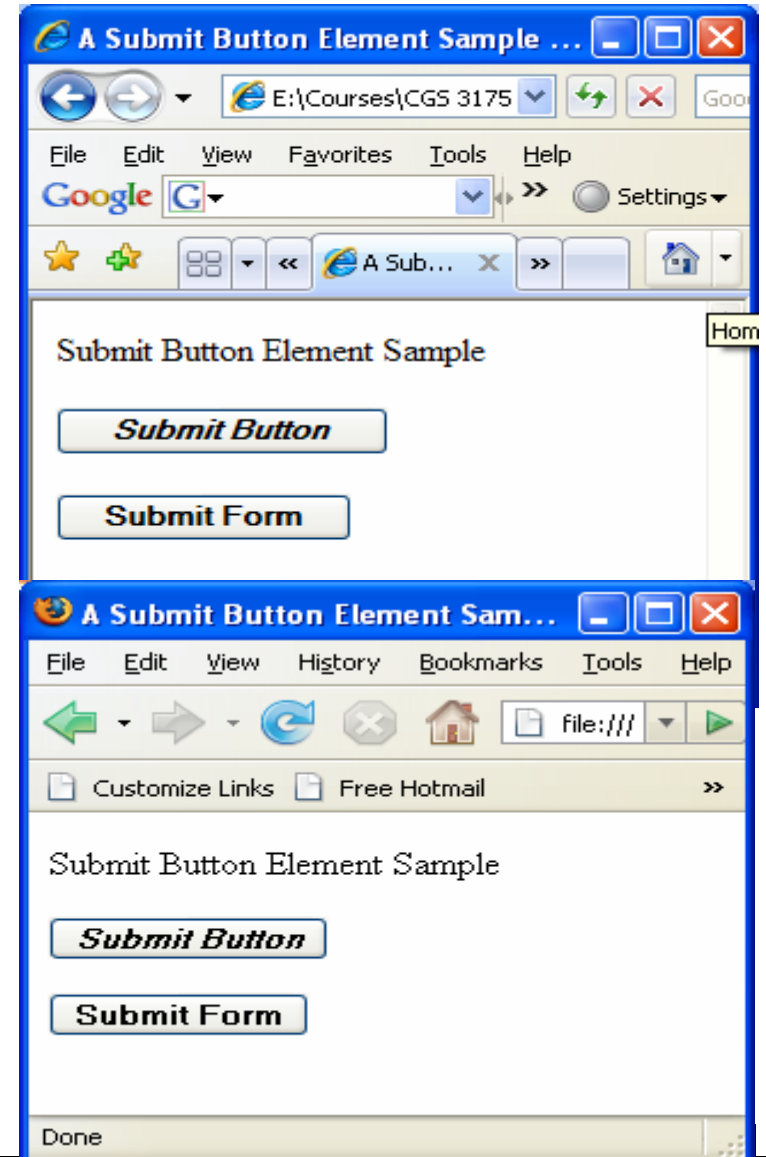 A Submit Button Element Sample ...
E:\Courses\CGS 3175 Goo
File Edit View Favorites Tools Help
Google G Settings
A Sub...
Hom
Submit Button Element Sample
Submit Button
Submit Form
A Submit Button Element Sam...
File Edit View History Bookmarks Tools Help
file:///
Customize Links Free Hotmail
Submit Button Element Sample
Submit Button
Submit Form
Done